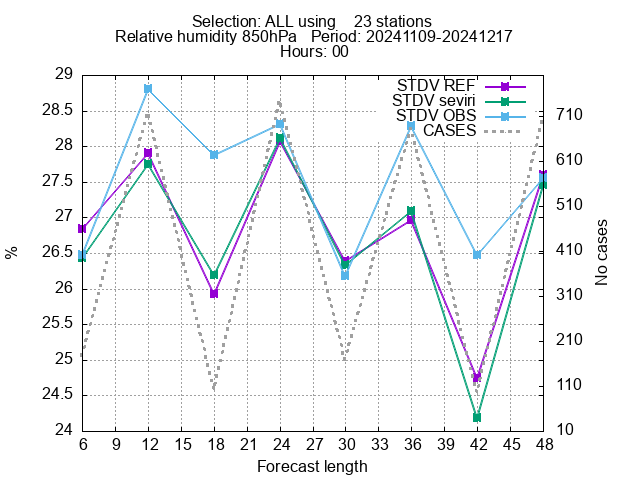 Selection: ALL using    23 stations
Relative humidity 850hPa   Period: 20241109-20241217
Hours: 00
STDV REF
STDV seviri
STDV OBS
CASES
29
28.5
28
27.5
27
26.5
26
25.5
25
24.5
24
%
710
610
510
410
310
210
110
10
No cases
6 9 12 15 18 21 24 27 30 33 36 39 42 45 48
Forecast length